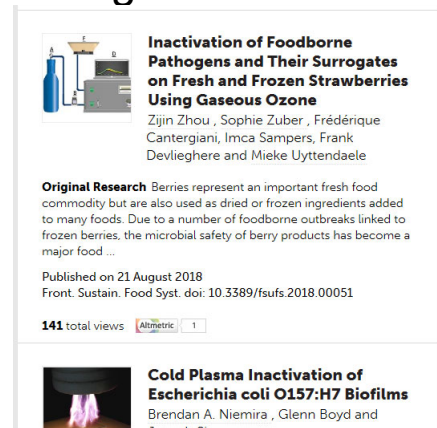 Inactivation of Foodborne
Pathogens and Their Surrogates
on Fresh and Frozen Strawberries
Using Gaseous Ozone
Zijin Zhou , Sophie Zuber , Frédérique
Cantergiani, Imca Sampers, Frank
Devlieghere and Mieke Uyttendaele
Original Research Berries represent an important fresh food
commodity but are also used as dried or frozen ingredients added
to many foods. Due to a number of foodborne outbreaks linked to
frozen berries, the microbial safety of berry products has become a
major food ...
Published on 21 August 2018
Front. Sustain. Food Syst. doi: 10.3389/fsufs.2018.00051
141 total views Altmetric 1
Cold Plasma Inactivation of
Escherichia coli O157:H7 Biofilms
Brendan A. Niemira , Glenn Boyd and